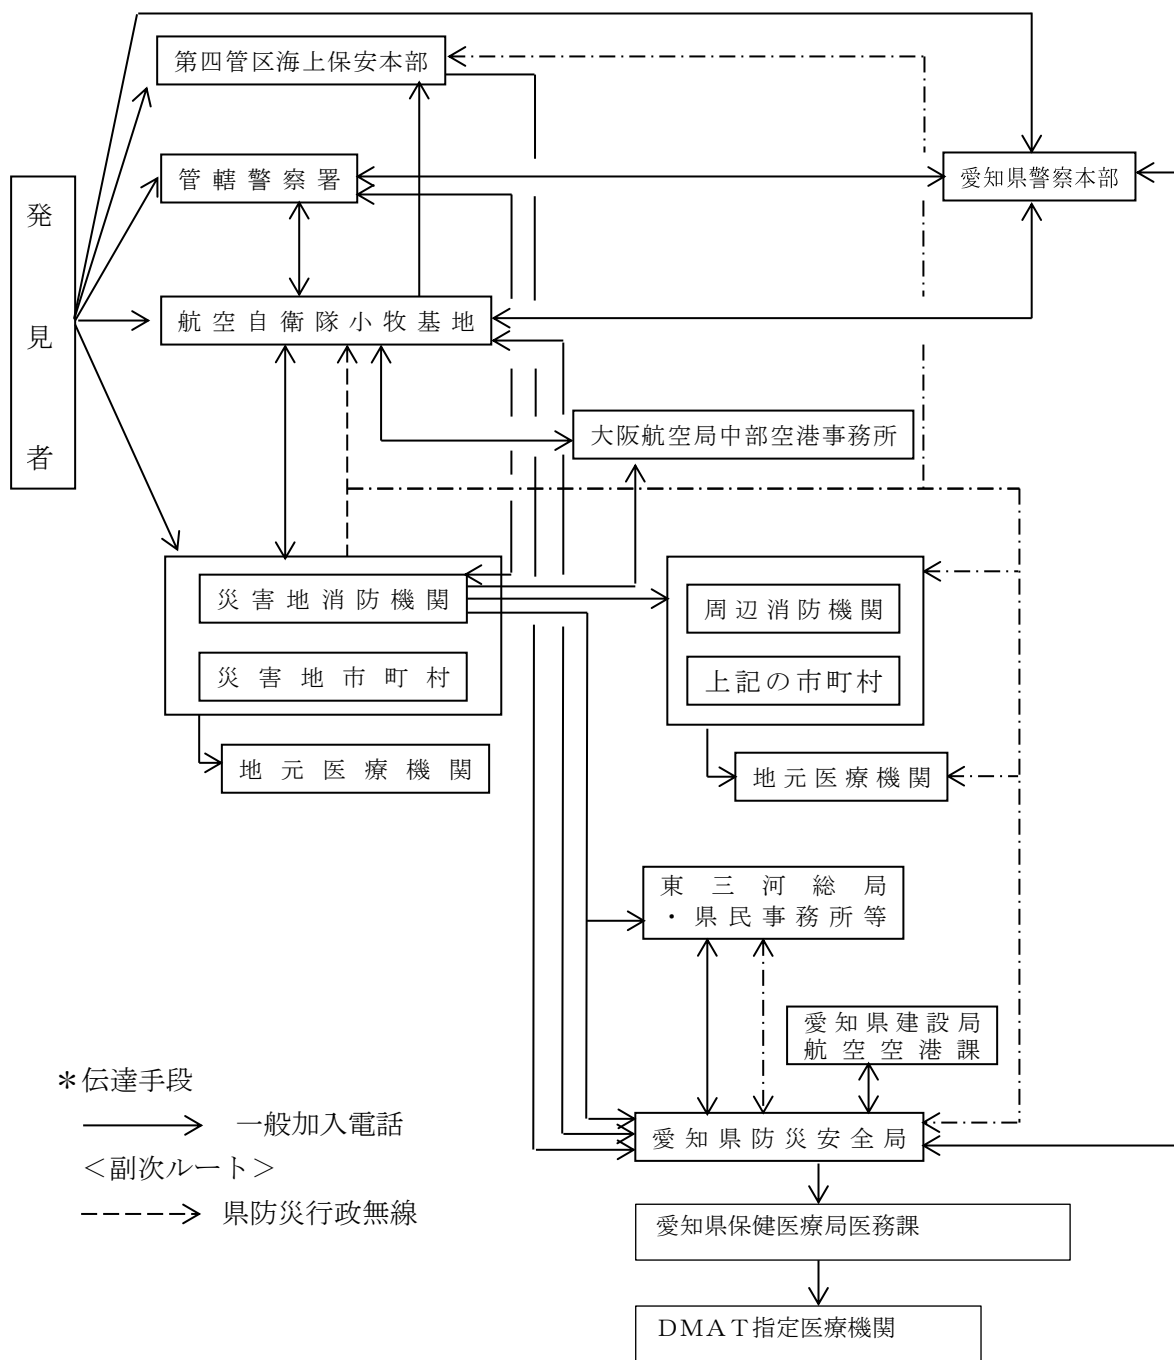 第四管区海上保安本部
管轄警察署
愛知県警察本部
発見者
航空自衛隊小牧基地
大阪航空局中部空港事務所
災害地消防機関
周辺消防機関
災害地市町村
上記の市町村
地元医療機関
地元医療機関
東三河総局
・県民事務所等
愛知県建設局
航空空港課
＊伝達手段
一般加入電話
愛知県防災安全局
＜副次ルート＞
県防災行政無線
愛知県保健医療局医務課
ＤＭＡＴ指定医療機関